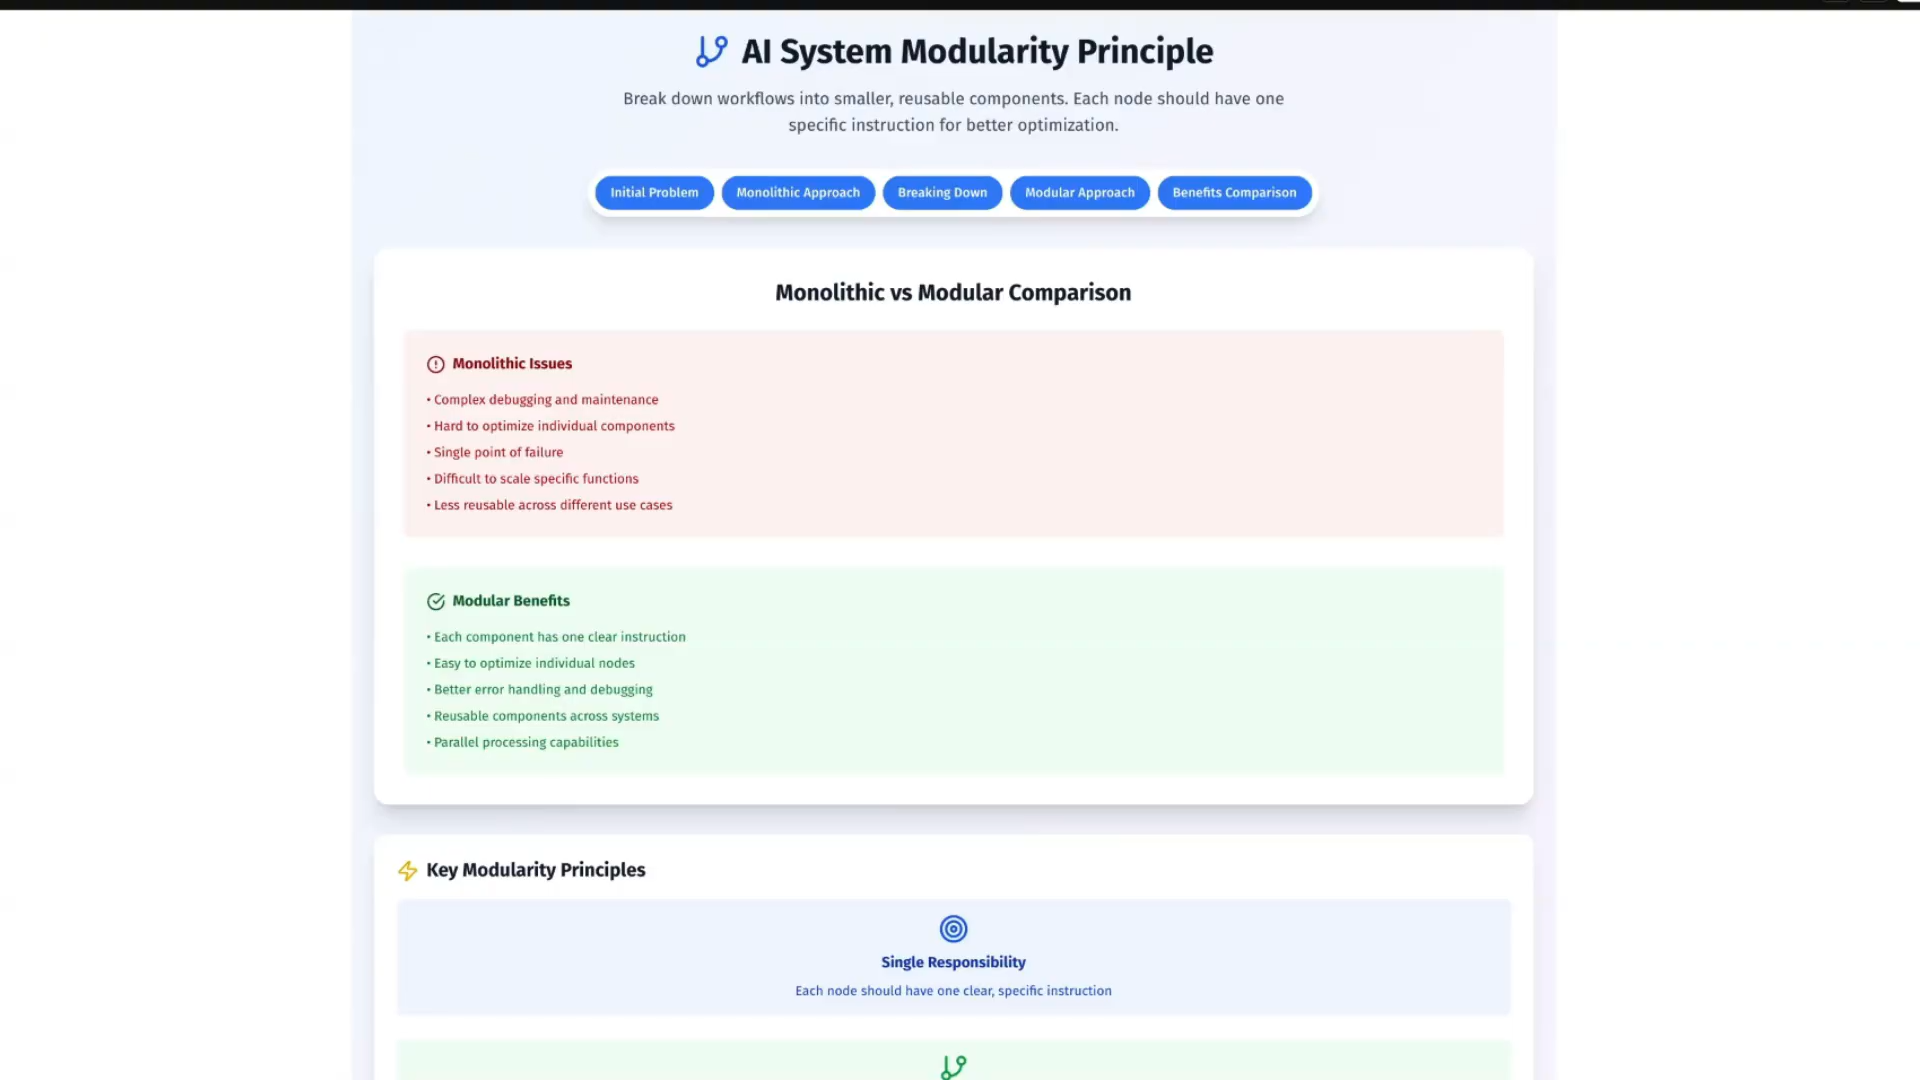 AI System Modularity Principle
Break down workflows into smaller, reusable components. Each node should have one
specific instruction for better optimization.
Initial Problem
Monolithic Approach
Breaking Down
Modular Approach
Benefits Comparison
Monolithic vs Modular Comparison
Monolithic Issues
• Complex debugging and maintenance
• Hard to optimize individual components
• Single point of failure
• Difficult to scale specific functions
• Less reusable across different use cases
Modular Benefits
• Each component has one clear instruction
• Easy to optimize individual nodes
• Better error handling and debugging
• Reusable components across systems
• Parallel processing capabilities
Key Modularity Principles
Single Responsibility
Each node should have one clear, specific instruction